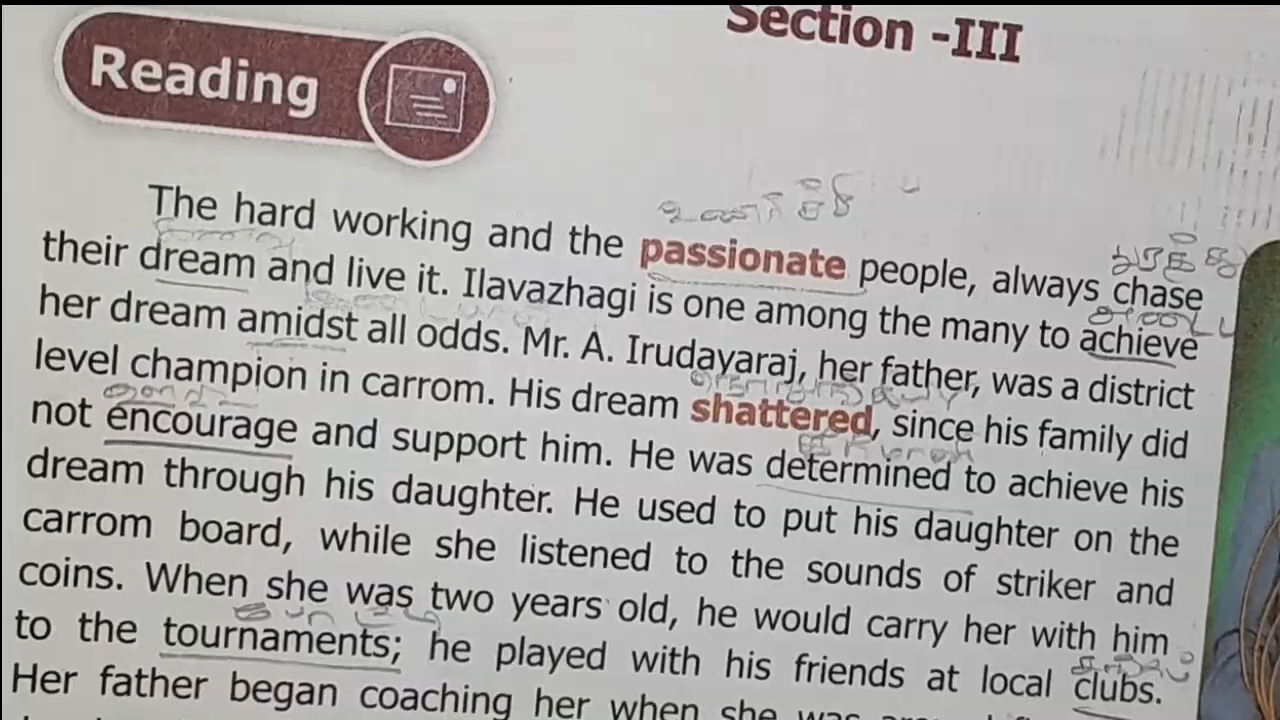 Section -III
Reading
The hard working and the passionate people, always chase
their dream and live it. Ilavazhagi is one among the many to achieve
her dream amidst all odds. Mr. A. Irudayaraj, her father, was a district
level champion in carrom. His dream shattered, since his family did
not encourage and support him. He was determined to achieve his
dream through his daughter. He used to put his daughter on the
carrom board, while she listened to the sounds of striker and
coins. When she was two years old, he would carry her with him
to the tournaments; he played with his friends at local clubs.
Her father began coaching her when she was